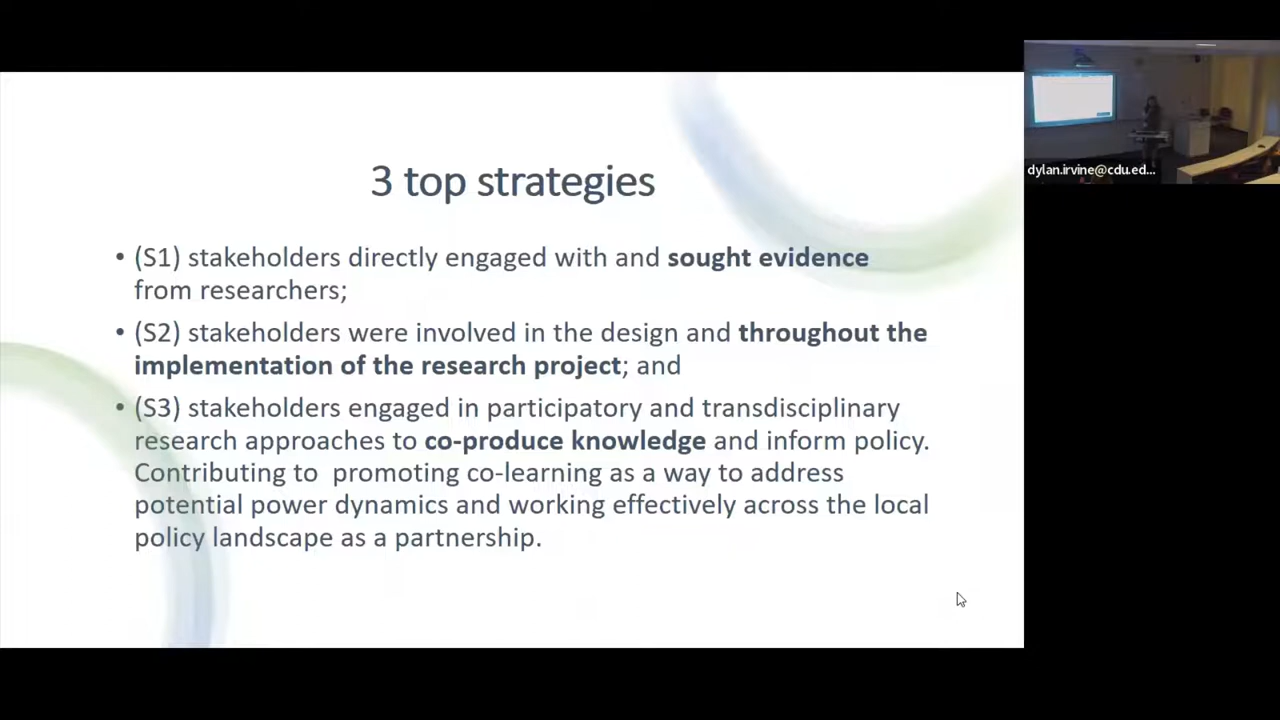 3 top strategies
• (S1) stakeholders directly engaged with and sought evidence
from researchers;
• (S2) stakeholders were involved in the design and throughout the
implementation of the research project; and
• (S3) stakeholders engaged in participatory and transdisciplinary
research approaches to co-produce knowledge and inform policy.
Contributing to  promoting co-learning as a way to address
potential power dynamics and working effectively across the local
policy landscape as a partnership.
dylan.irvine@cdu.ed...